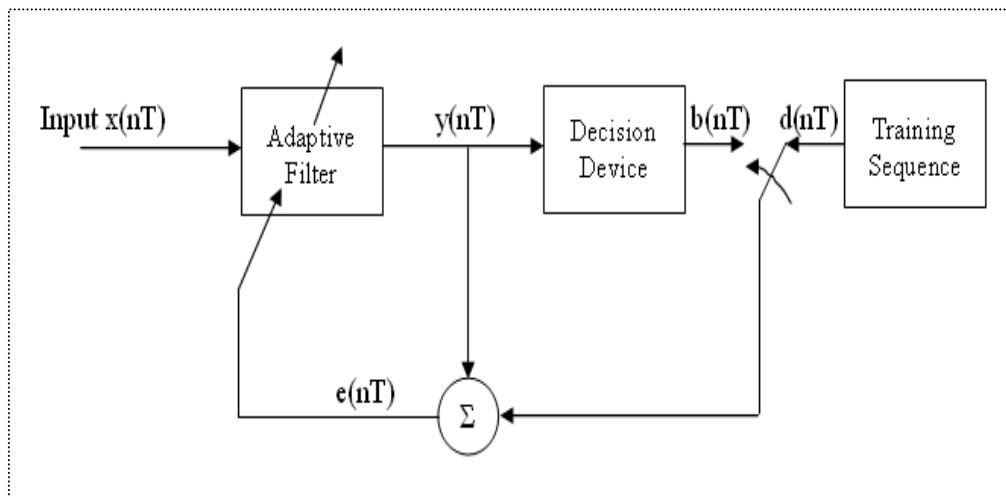 Input x(nT)
Adaptive
Filter
y(nT)
Decision
Device
b(nT)
d(nT)
Training
Sequence
e(nT)
Σ